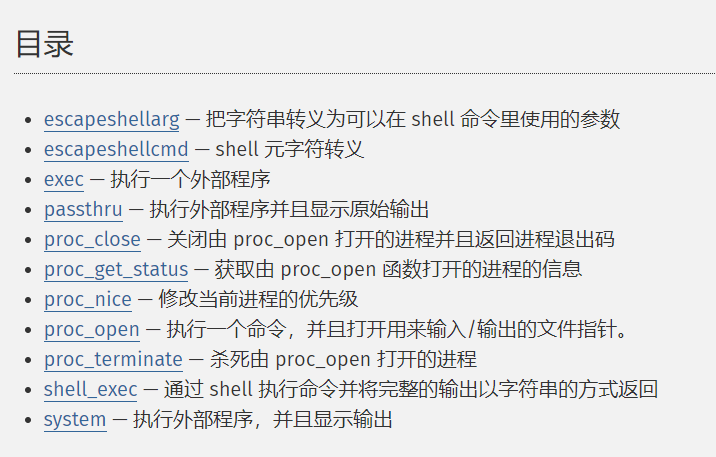 目录
escapeshellarg — 把字符串转义为可以在 shell 命令里使用的参数
escapeshellcmd — shell 元字符转义
exec — 执行一个外部程序
passthru — 执行外部程序并且显示原始输出
proc_close — 关闭由 proc_open 打开的进程并且返回进程退出码
proc_get_status — 获取由 proc_open 函数打开的进程的信息
proc_nice — 修改当前进程的优先级
proc_open — 执行一个命令，并且打开用来输入/输出的文件指针。
proc_terminate — 杀死由 proc_open 打开的进程
shell_exec — 通过 shell 执行命令并将完整的输出以字符串的方式返回
system — 执行外部程序，并且显示输出